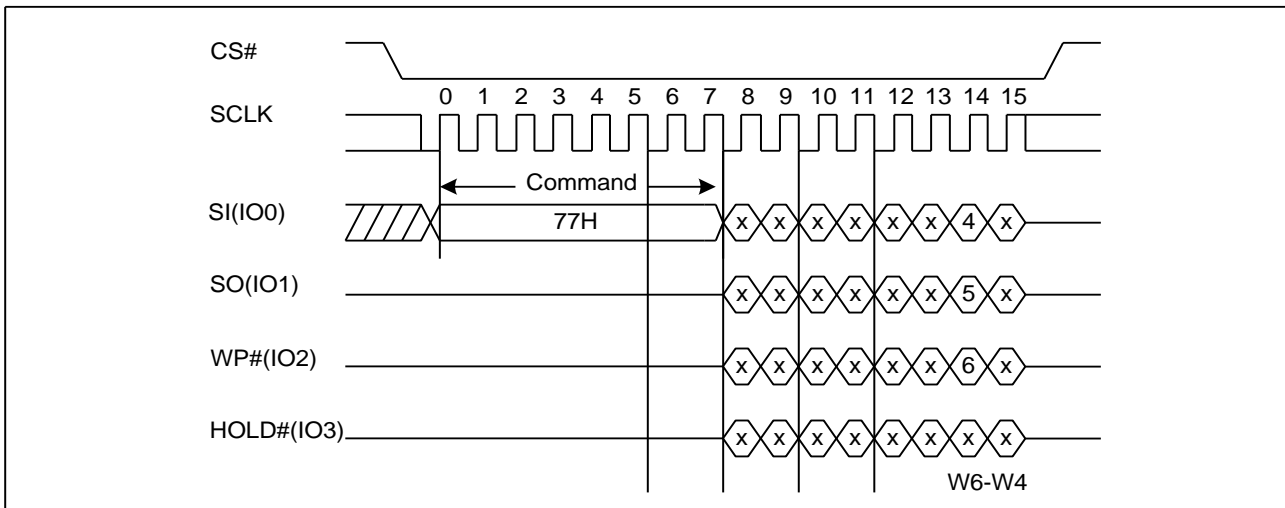 CS#
0 1 2 3 4 5 6 7 8 9 10 11 12 13 14 15
SCLK
Command
SI(IO0)
77H
x x x x x x 4 x
SO(IO1)
x x x x x x 5 x
WP#(IO2)
x x x x x x 6 x
HOLD#(IO3)
x x x x x x x x
W6-W4